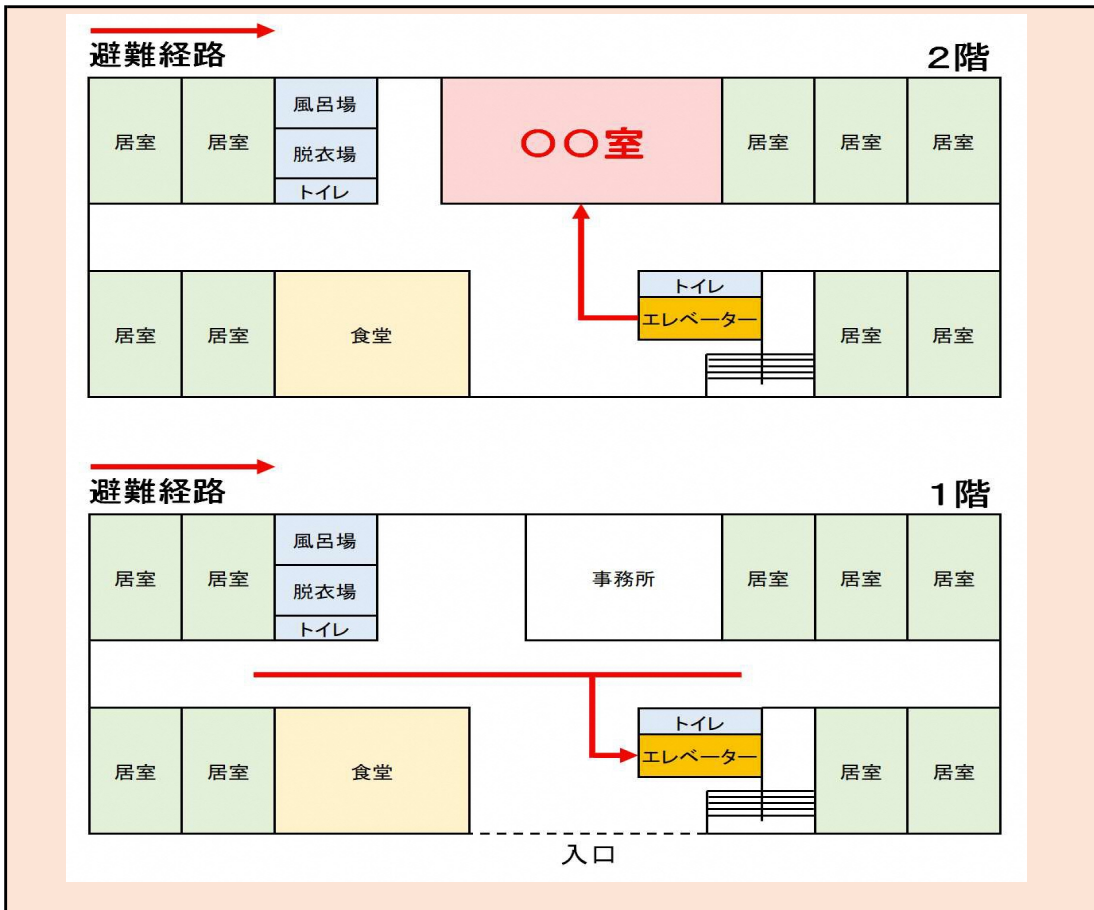 避難経路
2階
居室
居室
風呂場
脱衣場
トイレ
〇〇室
居室
居室
居室
居室
居室
食堂
トイレ
エレベーター
居室
居室
避難経路
1階
居室
居室
風呂場
脱衣場
トイレ
事務所
居室
居室
居室
居室
居室
食堂
トイレ
エレベーター
居室
居室
入口